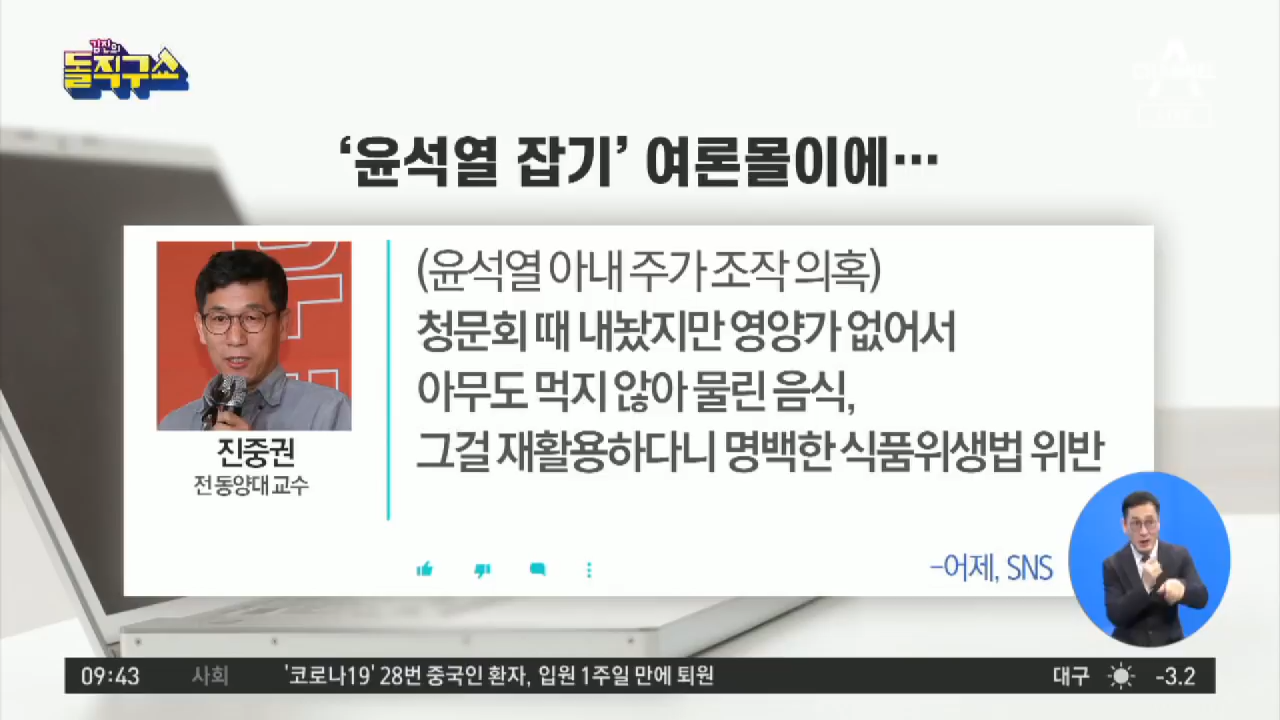 김진의
돌직구쇼
‘윤석열 잡기’ 여론몰이에…
(윤석열 아내 주가 조작 의혹)
청문회 때 내놨지만 영양가 없어서
아무도 먹지 않아 물린 음식,
그걸 재활용하다니 명백한 식품위생법 위반
진중권
전 동양대 교수
-어제, SNS
09:43 사회 '코로나19' 28번 중국인 환자, 입원 1주일 만에 퇴원 대구 -3.2